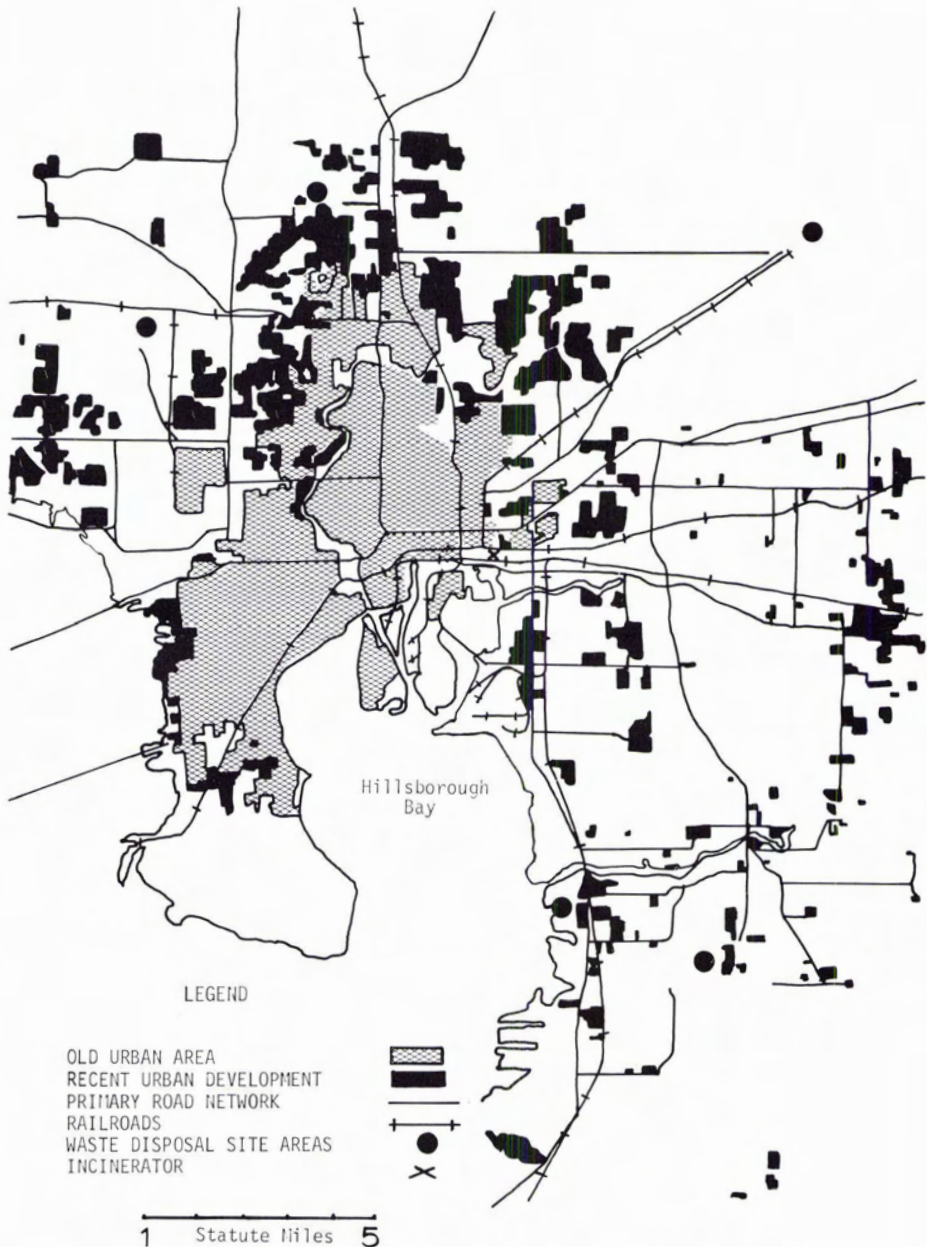 Hillsborough
Bay
LEGEND
OLD URBAN AREA
RECENT URBAN DEVELOPMENT
PRIMARY ROAD NETWORK
RAILROADS
WASTE DISPOSAL SITE AREAS
INCINERATOR
1 Statute Miles 5